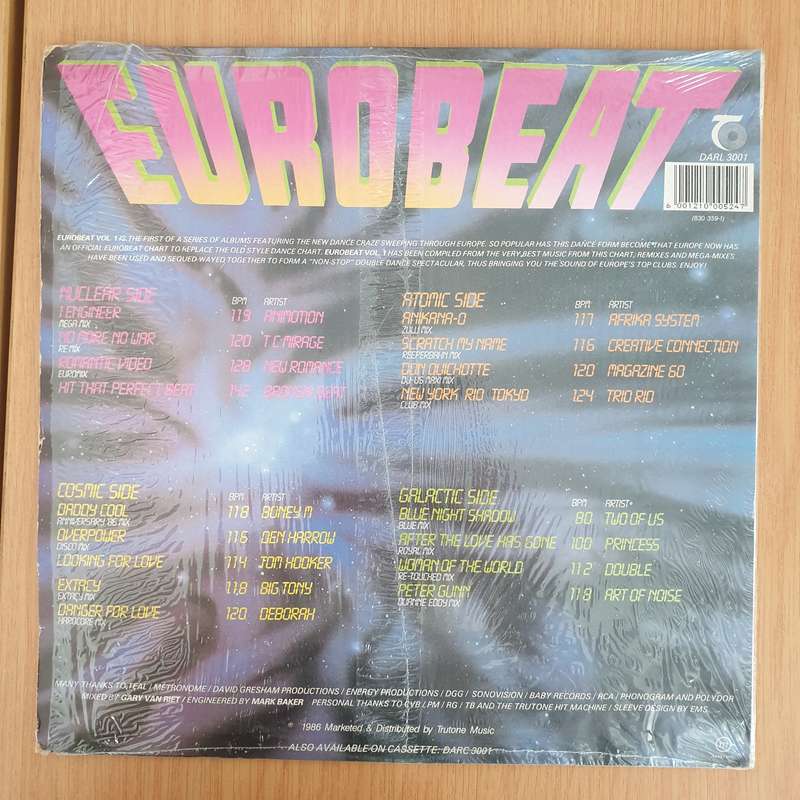 EUROBEAT
DARL 3001
6 001210 005247
(830 359-1)
EUROBEAT VOL 1 IS THE FIRST OF A SERIES OF ALBUMS FEATURING THE NEW DANCE CRAZE SWEEPING THROUGH EUROPE. SO POPULAR HAS THIS DANCE FORM BECOME THAT EUROPE NOW HAS
AN OFFICIAL EUROBEAT CHART TO REPLACE THE OLD STYLE DANCE CHART. EUROBEAT VOL. 1 HAS BEEN COMPILED FROM THE VERY BEST MUSIC FROM THIS CHART, REMIXES AND MEGA-MIXES
HAVE BEEN USED AND SEQUED WAYED TOGETHER TO FORM A "NON-STOP" DOUBLE DANCE SPECTACULAR, THUS BRINGING YOU THE SOUND OF EUROPE'S TOP CLUBS. ENJOY!
NUCLEAR SIDE BPM ARTIST
1 ENGINEER 119 ANIMOTION
MEGA MIX
NO MORE NO WAR 120 T C MIRAGE
RE MIX
ROMANTIC VIDEO 128 NEW ROMANCE
EUROMIX
HIT THAT PERFECT BEAT 142 BRONSKI BEAT
ATOMIC SIDE BPM ARTIST
ANIKANA-O 117 AFRIKA SYSTEM
ZULU MIX
SCRATCH MY NAME 116 CREATIVE CONNECTION
REEPERBAHN MIX
DON QUICHOTTE 120 MAGAZINE 60
DU-US MAXI MIX
NEW YORK RIO TOKYO 124 TRIO RIO
CLUB MIX
COSMIC SIDE BPM ARTIST
DADDY COOL 118 BONEY M
ANNIVERSARY '86 MIX
OVERPOWER 116 DEN HARROW
DISCO MIX
LOOKING FOR LOVE 114 TOM HOOKER
EXTACY 118 BIG TONY
EXTACY MIX
DANGER FOR LOVE 120 DEBORAH
HARDCORE MIX
GALACTIC SIDE BPM ARTIST
BLUE NIGHT SHADOW 80 TWO OF US
BLUE MIX
AFTER THE LOVE HAS GONE 100 PRINCESS
ROYAL MIX
WOMAN OF THE WORLD 112 DOUBLE
RE-TOUCHED MIX
PETER GUNN 118 ART OF NOISE
DUANNE EDDY MIX
MANY THANKS TO TEAL / METRONOME / DAVID GRESHAM PRODUCTIONS / ENERGY PRODUCTIONS / DGG / SONOVISION / BABY RECORDS / RCA / PHONOGRAM AND POLYDOR
MIXED BY GARY VAN RIET / ENGINEERED BY MARK BAKER PERSONAL THANKS TO CVB / PM / RG / TB AND THE TRUTONE HIT MACHINE / SLEEVE DESIGN BY EMS
1986 Marketed & Distributed by Trutone Music
ALSO AVAILABLE ON CASSETTE: DARC 3001